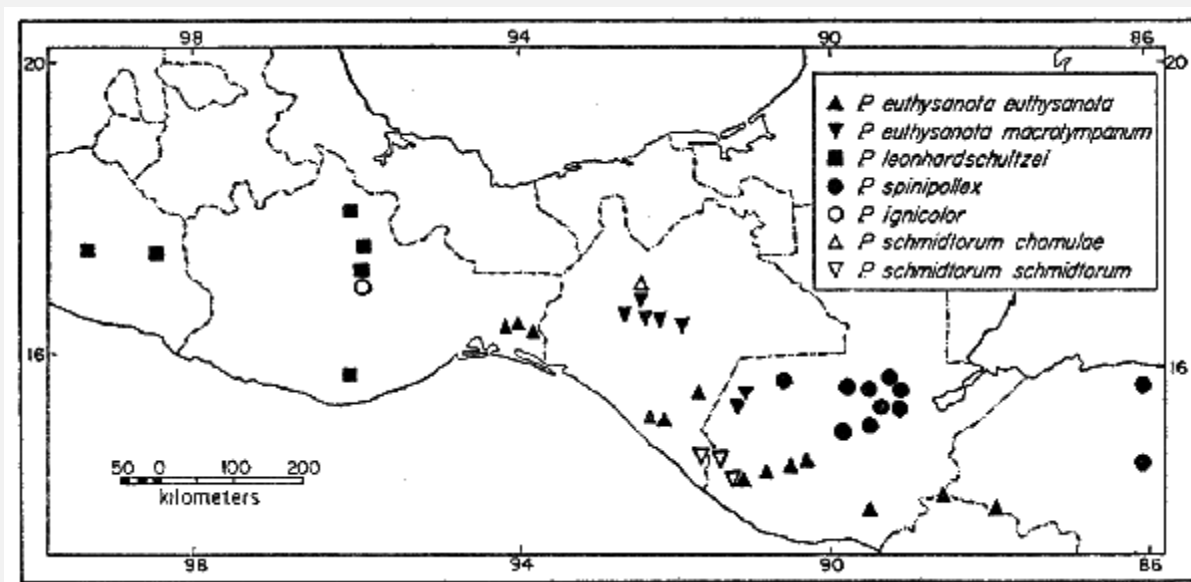 98 94 90 86
20 20
P. euthysanota euthysanota
P. euthysanota macrotympanum
P. leonhardschultzei
P. spinipollex
P. ignicolor
P. schmidtorum chamulae
P. schmidtorum schmidtorum
16 16
50 0 100 200
kilometers
98 94 90 86